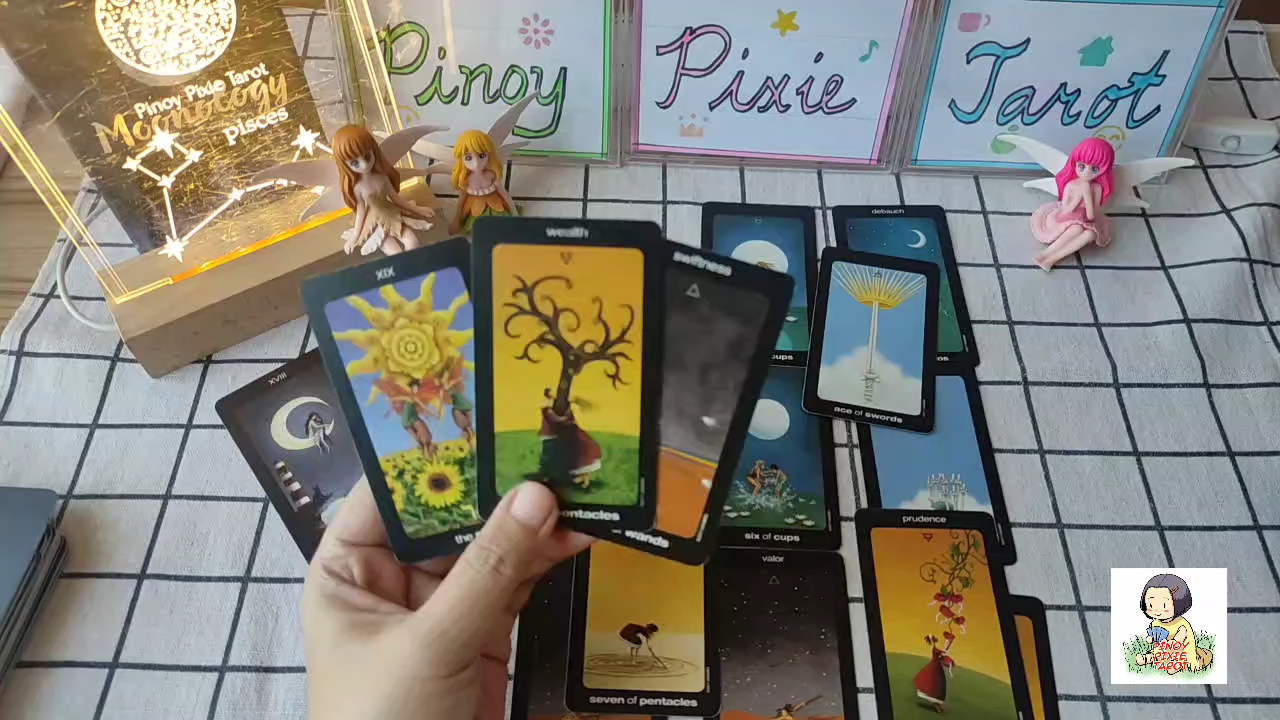 Pinoy Pixie Tarot
Moonology
pisces
Pinoy
Pixie
Tarot
debauch
wealth
swiftness
XIX
XVIII
cups
ace of swords
the
pentacles
wands
six of cups
prudence
valor
seven of pentacles
PINOY
PIXIE
TAROT